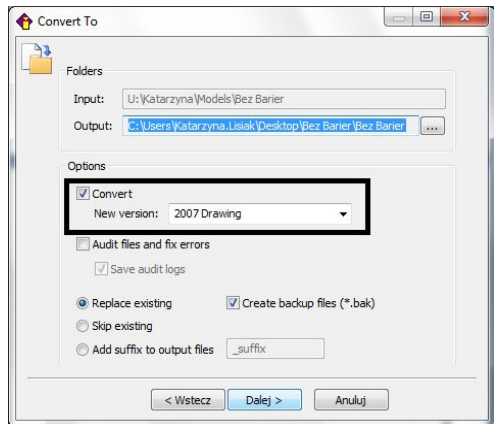 Convert To
Folders
Input: U:\Katarzyna\Models\Bez Barier
Output: C:\Users\Katarzyna.Lisiak\Desktop\Bez Barier\Bez Barier ...
Options
Convert
New version: 2007 Drawing
Audit files and fix errors
Save audit logs
Replace existing Create backup files (*.bak)
Skip existing
Add suffix to output files _suffix
< Wstecz Dalej > Anuluj